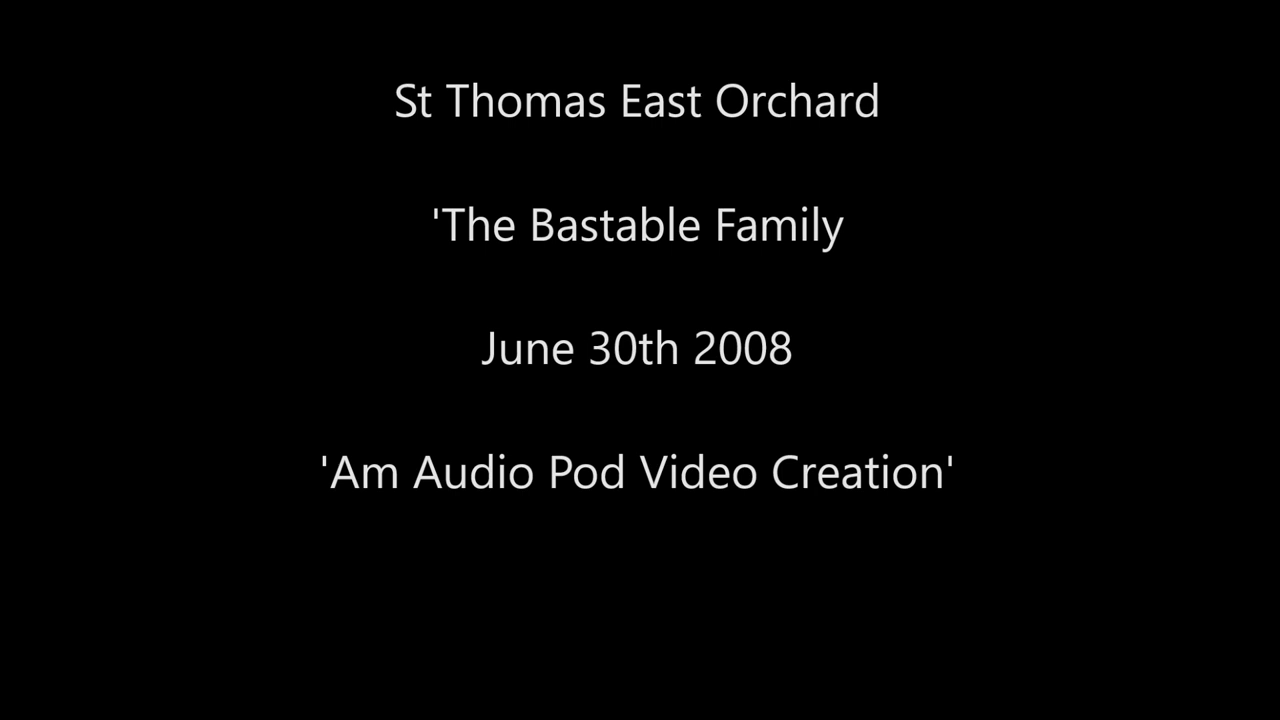 St Thomas East Orchard
'The Bastable Family
June 30th 2008
'Am Audio Pod Video Creation'